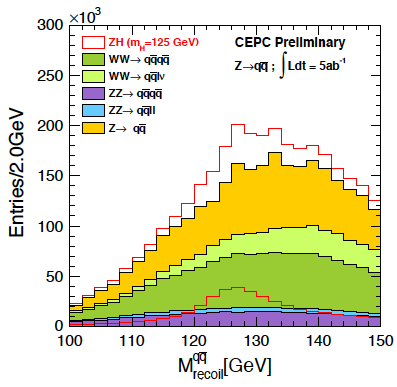 ×10³
300
250
200
150
100
50
0
Entries/2.0GeV
ZH (m_H=125 GeV)
WW→ qq̅qq̅
WW→ qq̅lν
ZZ→ qq̅qq̅
ZZ→ qq̅ll
Z→ qq̅
CEPC Preliminary
Z→qq̅ ; ∫Ldt = 5ab⁻¹
100 110 120 130 140 150
M^{qq̅}_{recoil}[GeV]